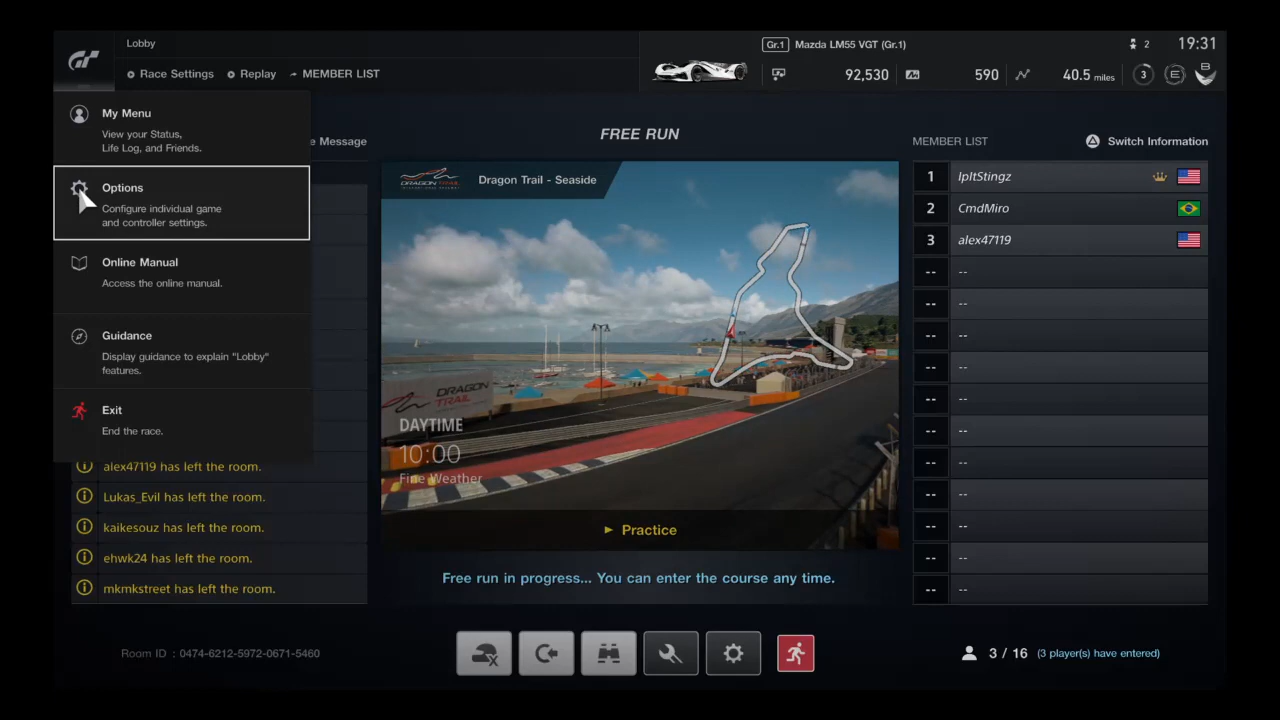 Lobby
Race Settings Replay MEMBER LIST
Gr.1 Mazda LM55 VGT (Gr.1)
2 19:31
92,530 590 40.5 miles 3 E B
My Menu
View your Status,
Life Log, and Friends.
Options
Configure individual game
and controller settings.
Online Manual
Access the online manual.
Guidance
Display guidance to explain "Lobby"
features.
Exit
End the race.
e Message
alex47119 has left the room.
Lukas_Evil has left the room.
kaikesouz has left the room.
ehwk24 has left the room.
mkmkstreet has left the room.
FREE RUN
DRAGON TRAIL
Dragon Trail - Seaside
DRAGON
TRAIL
DAYTIME
10:00
Fine Weather
Practice
Free run in progress... You can enter the course any time.
MEMBER LIST Switch Information
1 IpItStingz
2 CmdMiro
3 alex47119
-- --
-- --
-- --
-- --
-- --
-- --
-- --
-- --
-- --
-- --
-- --
Room ID : 0474-6212-5972-0671-5460
3 / 16 (3 player(s) have entered)